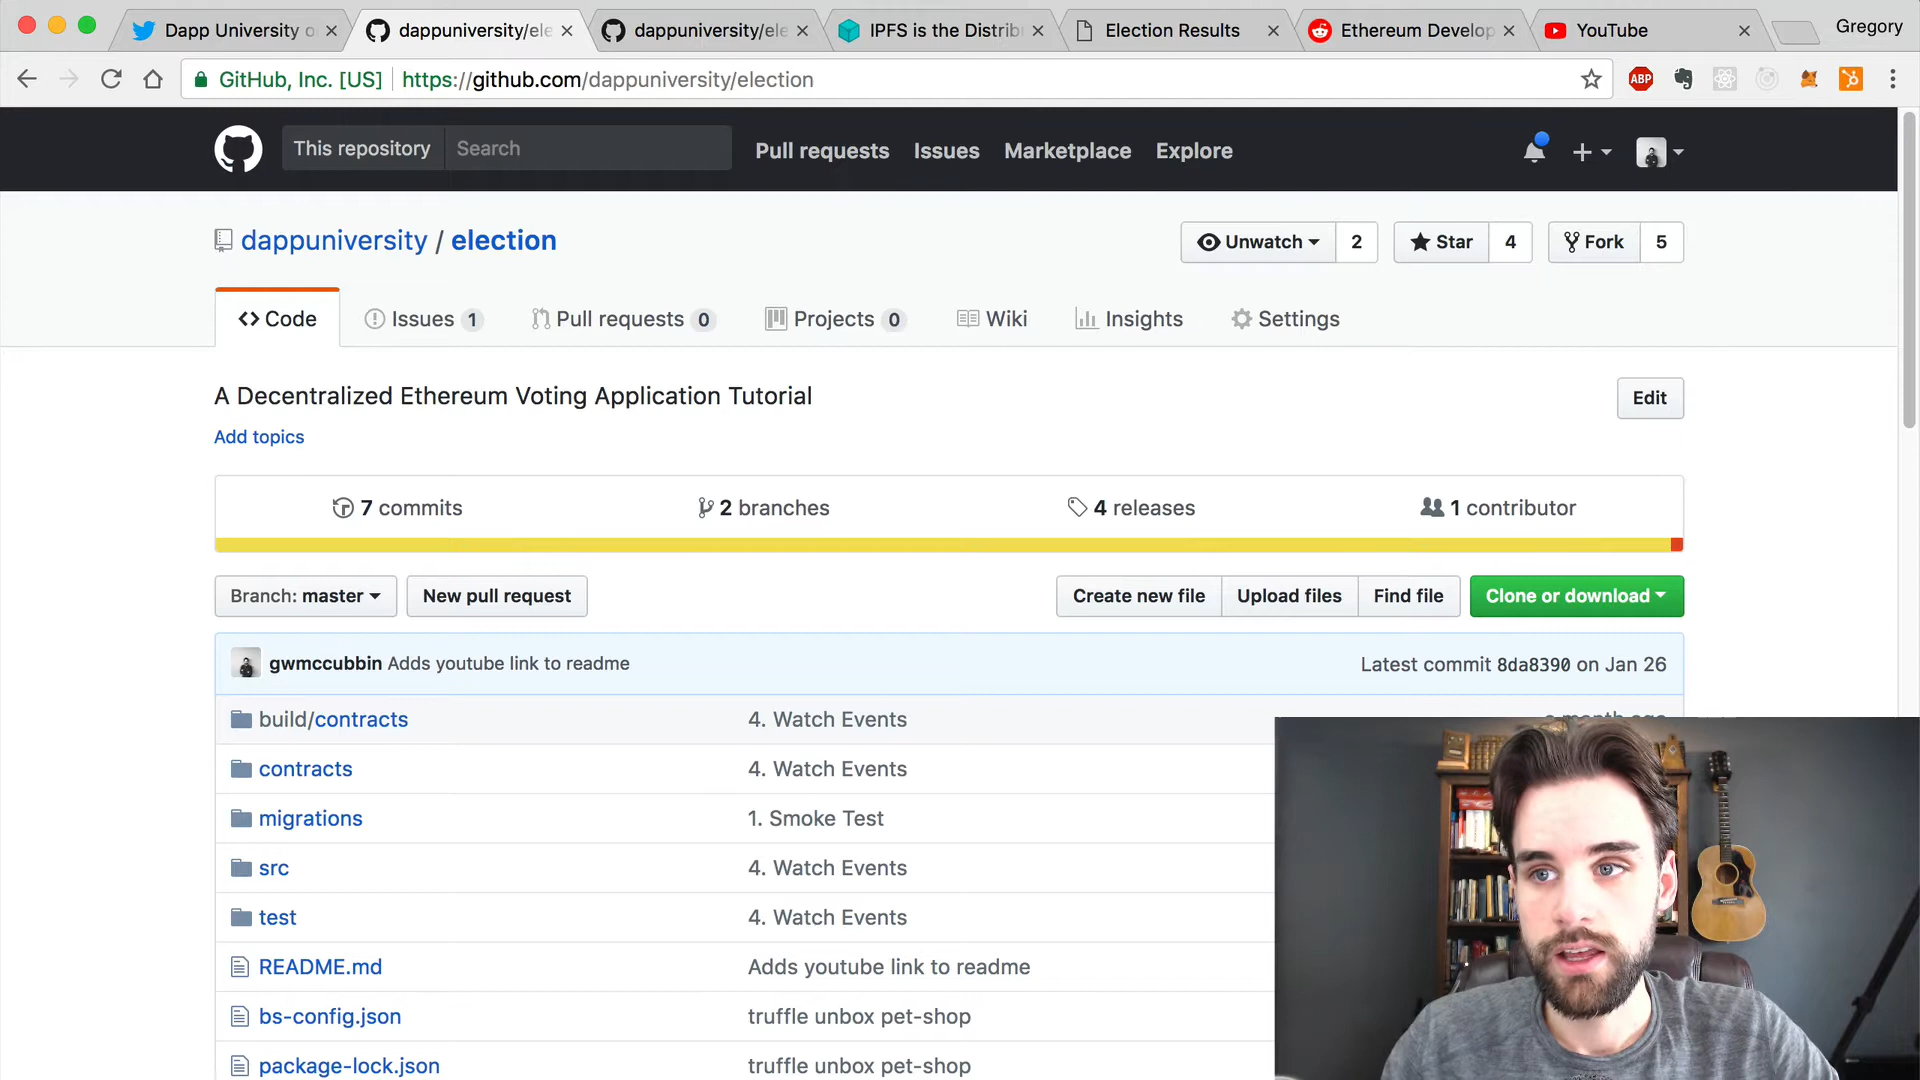 Dapp University o
dappuniversity/ele
dappuniversity/ele
IPFS is the Distrib
Election Results
Ethereum Develop
YouTube
Gregory
GitHub, Inc. [US]
https://github.com/dappuniversity/election
ABP
This repository
Search
Pull requests
Issues
Marketplace
Explore
dappuniversity / election
Unwatch
2
Star
4
Fork
5
Code
Issues 1
Pull requests 0
Projects 0
Wiki
Insights
Settings
A Decentralized Ethereum Voting Application Tutorial
Edit
Add topics
7 commits
2 branches
4 releases
1 contributor
Branch: master
New pull request
Create new file
Upload files
Find file
Clone or download
gwmccubbin Adds youtube link to readme
Latest commit 8da8390 on Jan 26
build/contracts
4. Watch Events
a month ago
contracts
4. Watch Events
migrations
1. Smoke Test
src
4. Watch Events
test
4. Watch Events
README.md
Adds youtube link to readme
bs-config.json
truffle unbox pet-shop
package-lock.json
truffle unbox pet-shop